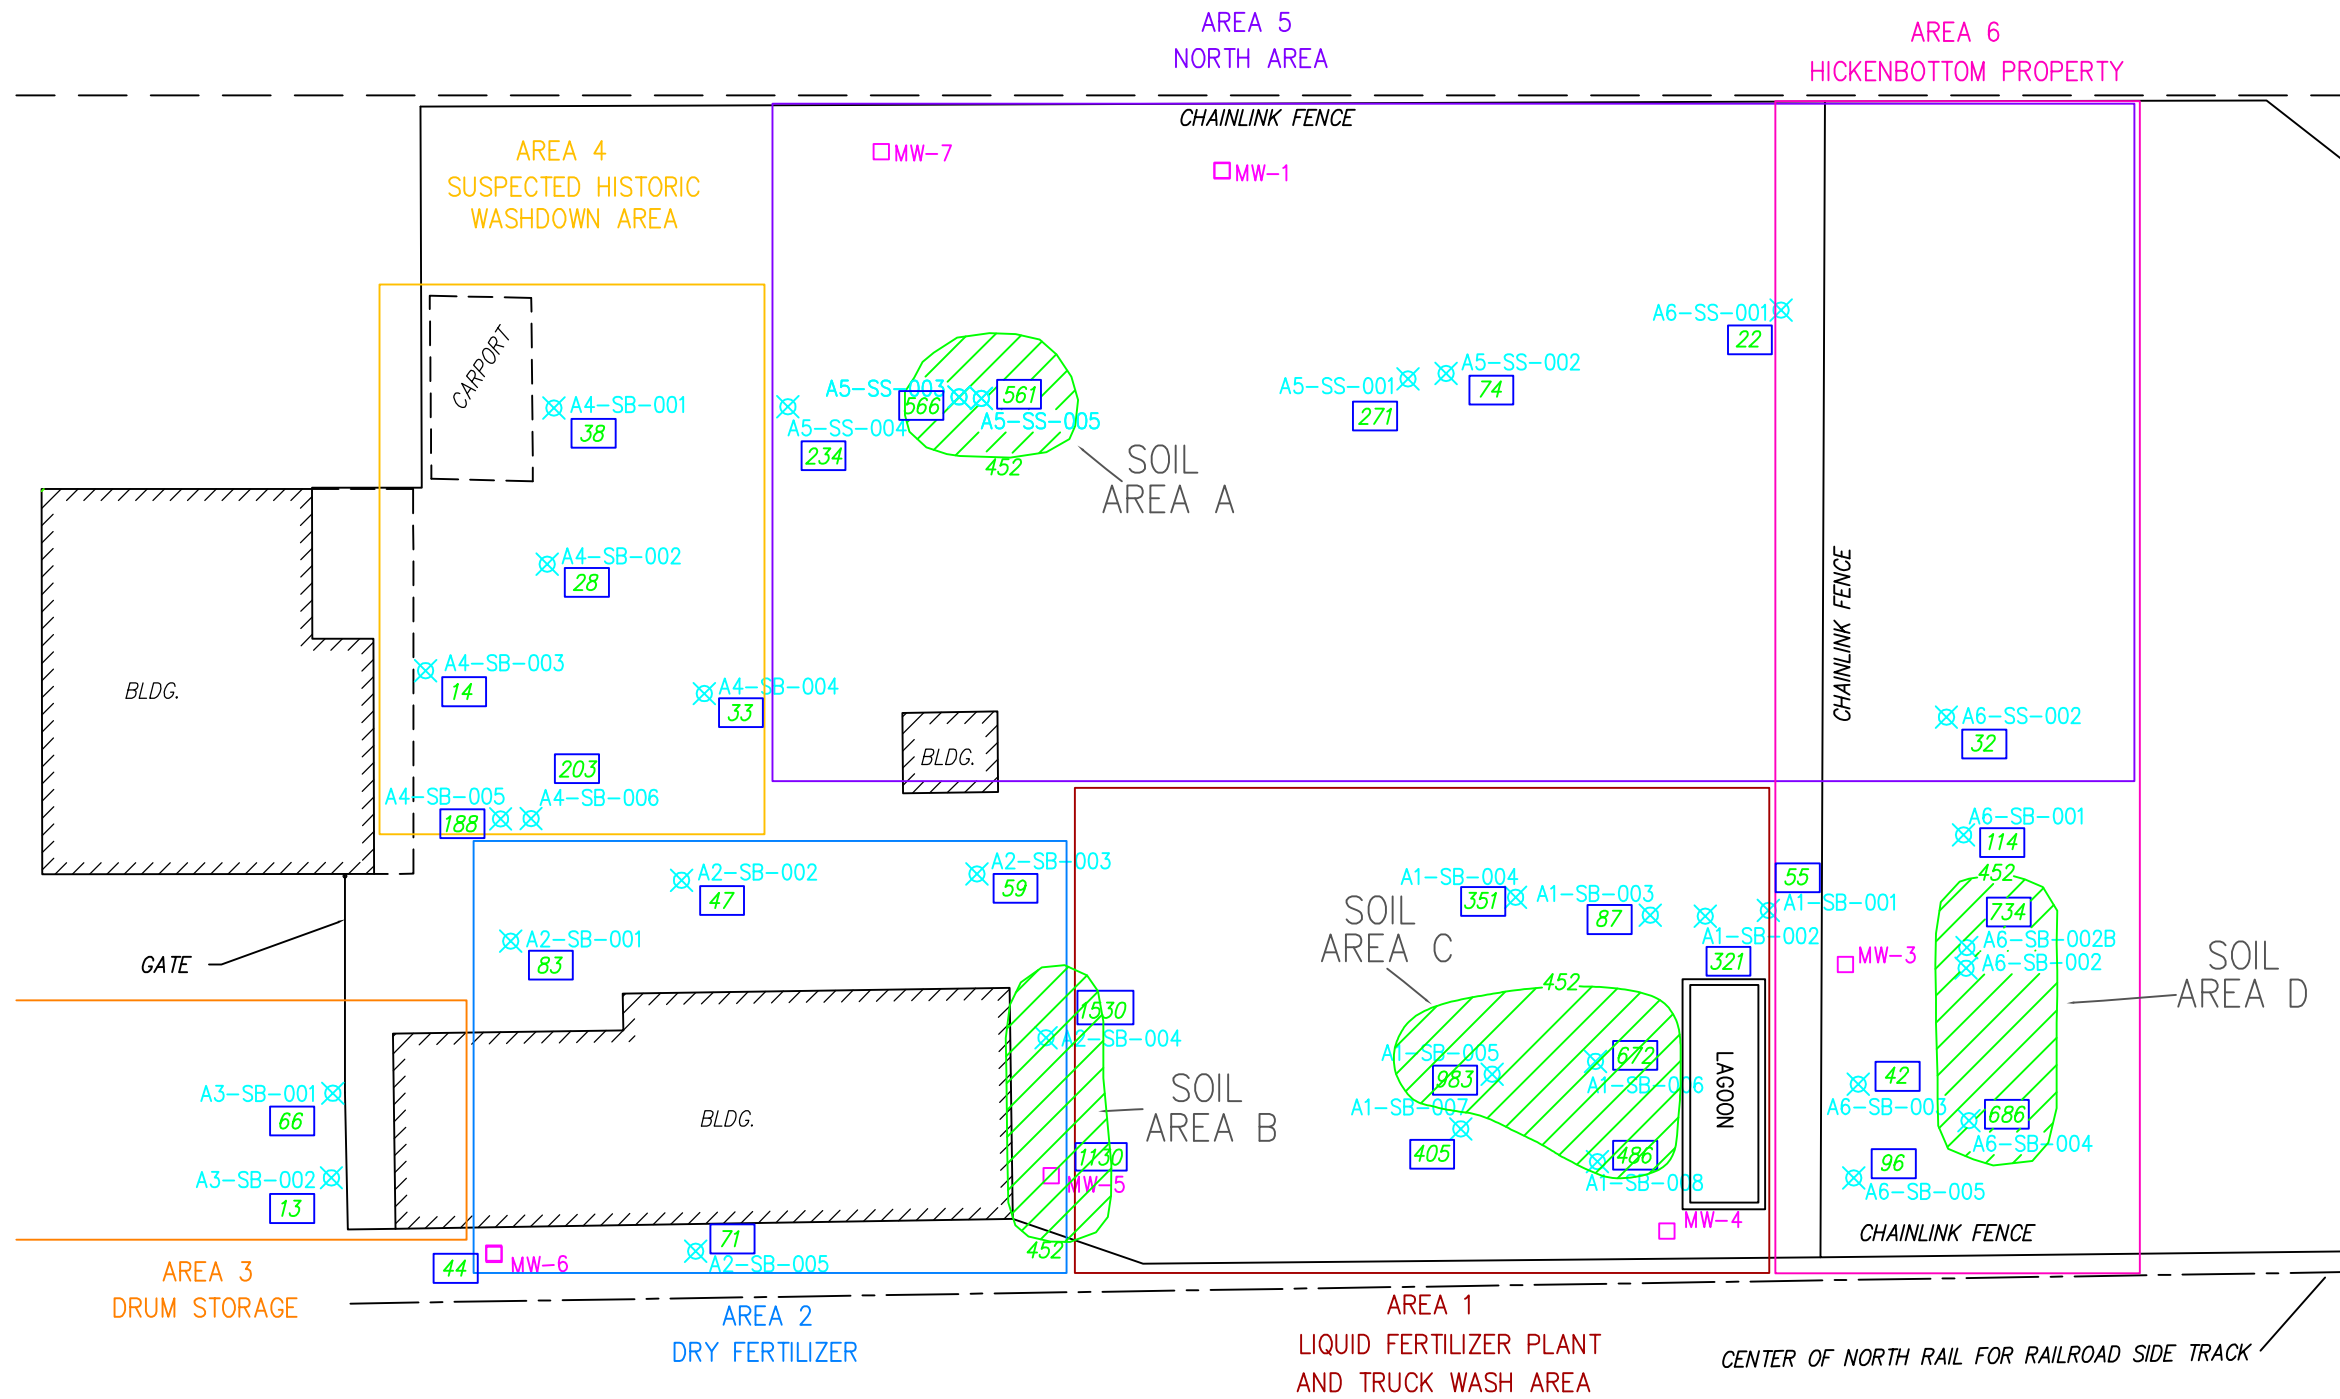 AREA 5
NORTH AREA
AREA 6
HICKENBOTTOM PROPERTY
CHAINLINK FENCE
AREA 4
SUSPECTED HISTORIC
WASHDOWN AREA
MW-7
MW-1
CARPORT
A6-SS-001
22
A4-SB-001
38
A5-SS-003
566
561
A5-SS-005
A5-SS-004
234
452
A5-SS-001
271
A5-SS-002
74
SOIL
AREA A
A4-SB-002
28
CHAINLINK FENCE
A4-SB-003
14
A4-SB-004
33
BLDG.
BLDG.
A6-SS-002
32
203
A4-SB-005
188
A4-SB-006
A6-SB-001
114
A2-SB-002
47
A2-SB-003
59
A1-SB-004
351
A1-SB-003
87
55
A1-SB-001
A1-SB-002
321
452
734
A6-SB-002B
A6-SB-002
A2-SB-001
83
GATE
SOIL
AREA C
MW-3
SOIL
AREA D
452
1530
A2-SB-004
A1-SB-005
983
672
A1-SB-006
LAGOON
42
A6-SB-003
686
A6-SB-004
A3-SB-001
66
BLDG.
SOIL
AREA B
A1-SB-007
405
486
A1-SB-008
1130
MW-5
96
A6-SB-005
A3-SB-002
13
MW-4
CHAINLINK FENCE
452
71
A2-SB-005
44
MW-6
AREA 3
DRUM STORAGE
AREA 2
DRY FERTILIZER
AREA 1
LIQUID FERTILIZER PLANT
AND TRUCK WASH AREA
CENTER OF NORTH RAIL FOR RAILROAD SIDE TRACK